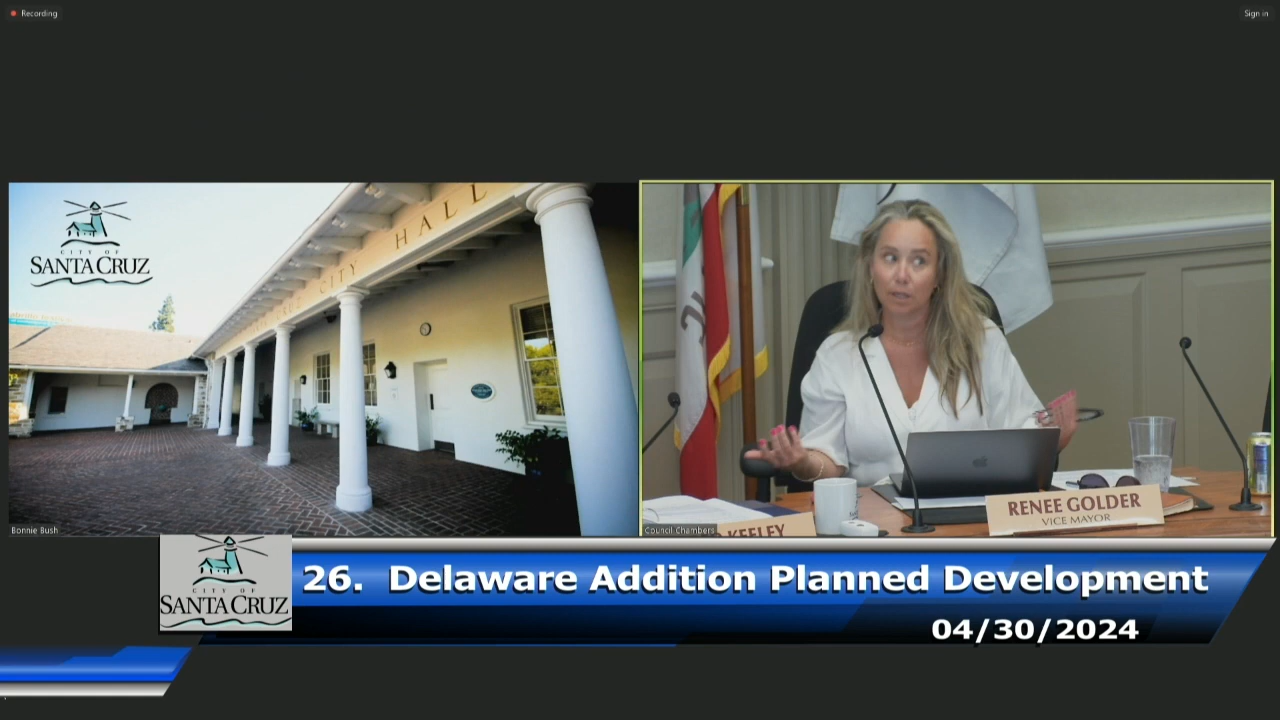 Recording
Sign in
CITY OF
SANTA CRUZ
CITY HALL
Bonnie Bush
Council Chambers
KEELEY
RENEE GOLDER
VICE MAYOR
CITY OF
SANTA CRUZ
26. Delaware Addition Planned Development
04/30/2024